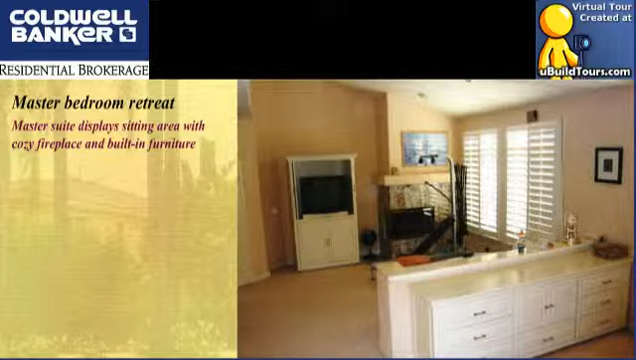 COLDWELL
BANKER
RESIDENTIAL BROKERAGE
Virtual Tour
Created at
uBuildTours.com
Master bedroom retreat
Master suite displays sitting area with
cozy fireplace and built-in furniture